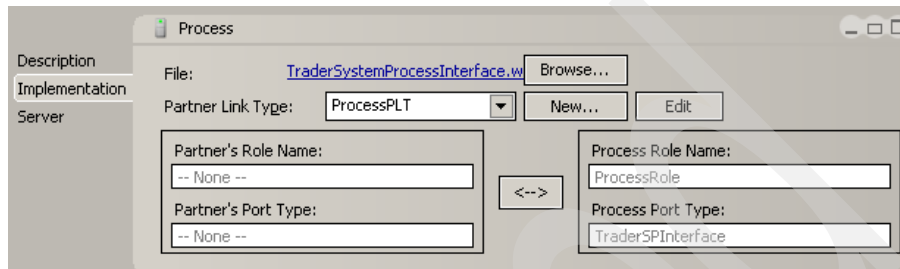 Process
Description
Implementation
Server
File: TraderSystemProcessInterface.w Browse...
Partner Link Type: ProcessPLT New... Edit
Partner's Role Name: Process Role Name:
-- None -- <--> ProcessRole
Partner's Port Type: Process Port Type:
-- None -- TraderSPInterface